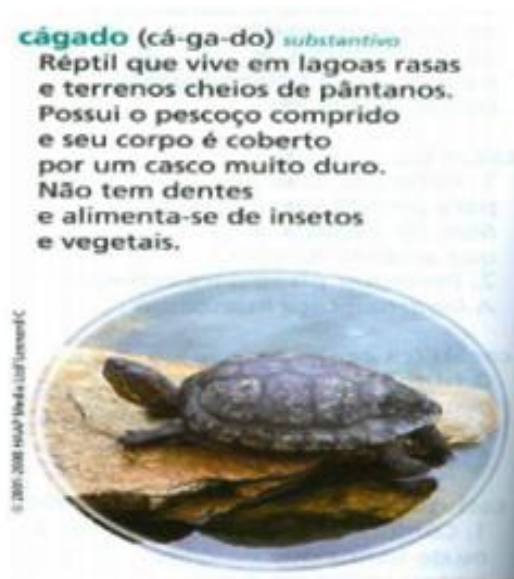 cágado (cá-ga-do) substantivo
Réptil que vive em lagoas rasas
e terrenos cheios de pântanos.
Possui o pescoço comprido
e seu corpo é coberto
por um casco muito duro.
Não tem dentes
e alimenta-se de insetos
e vegetais.